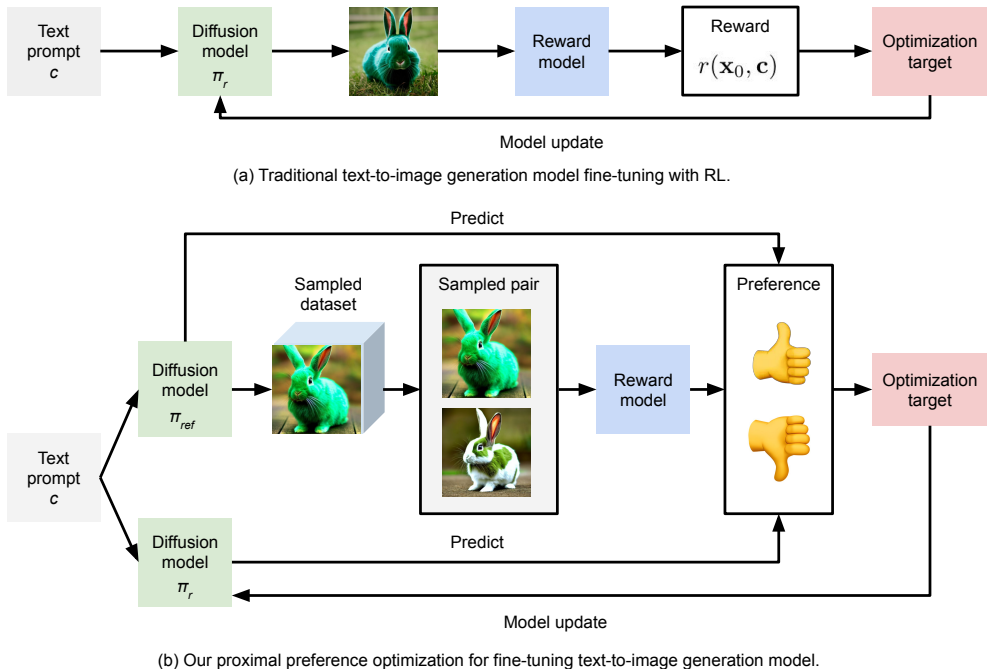 Text
prompt
c
Diffusion
model
π_r
Reward
model
Reward
r(x₀, c)
Optimization
target
Model update
(a) Traditional text-to-image generation model fine-tuning with RL.
Predict
Sampled
dataset
Sampled pair
Preference
Diffusion
model
π_ref
Reward
model
Optimization
target
Text
prompt
c
Diffusion
model
π_r
Predict
Model update
(b) Our proximal preference optimization for fine-tuning text-to-image generation model.